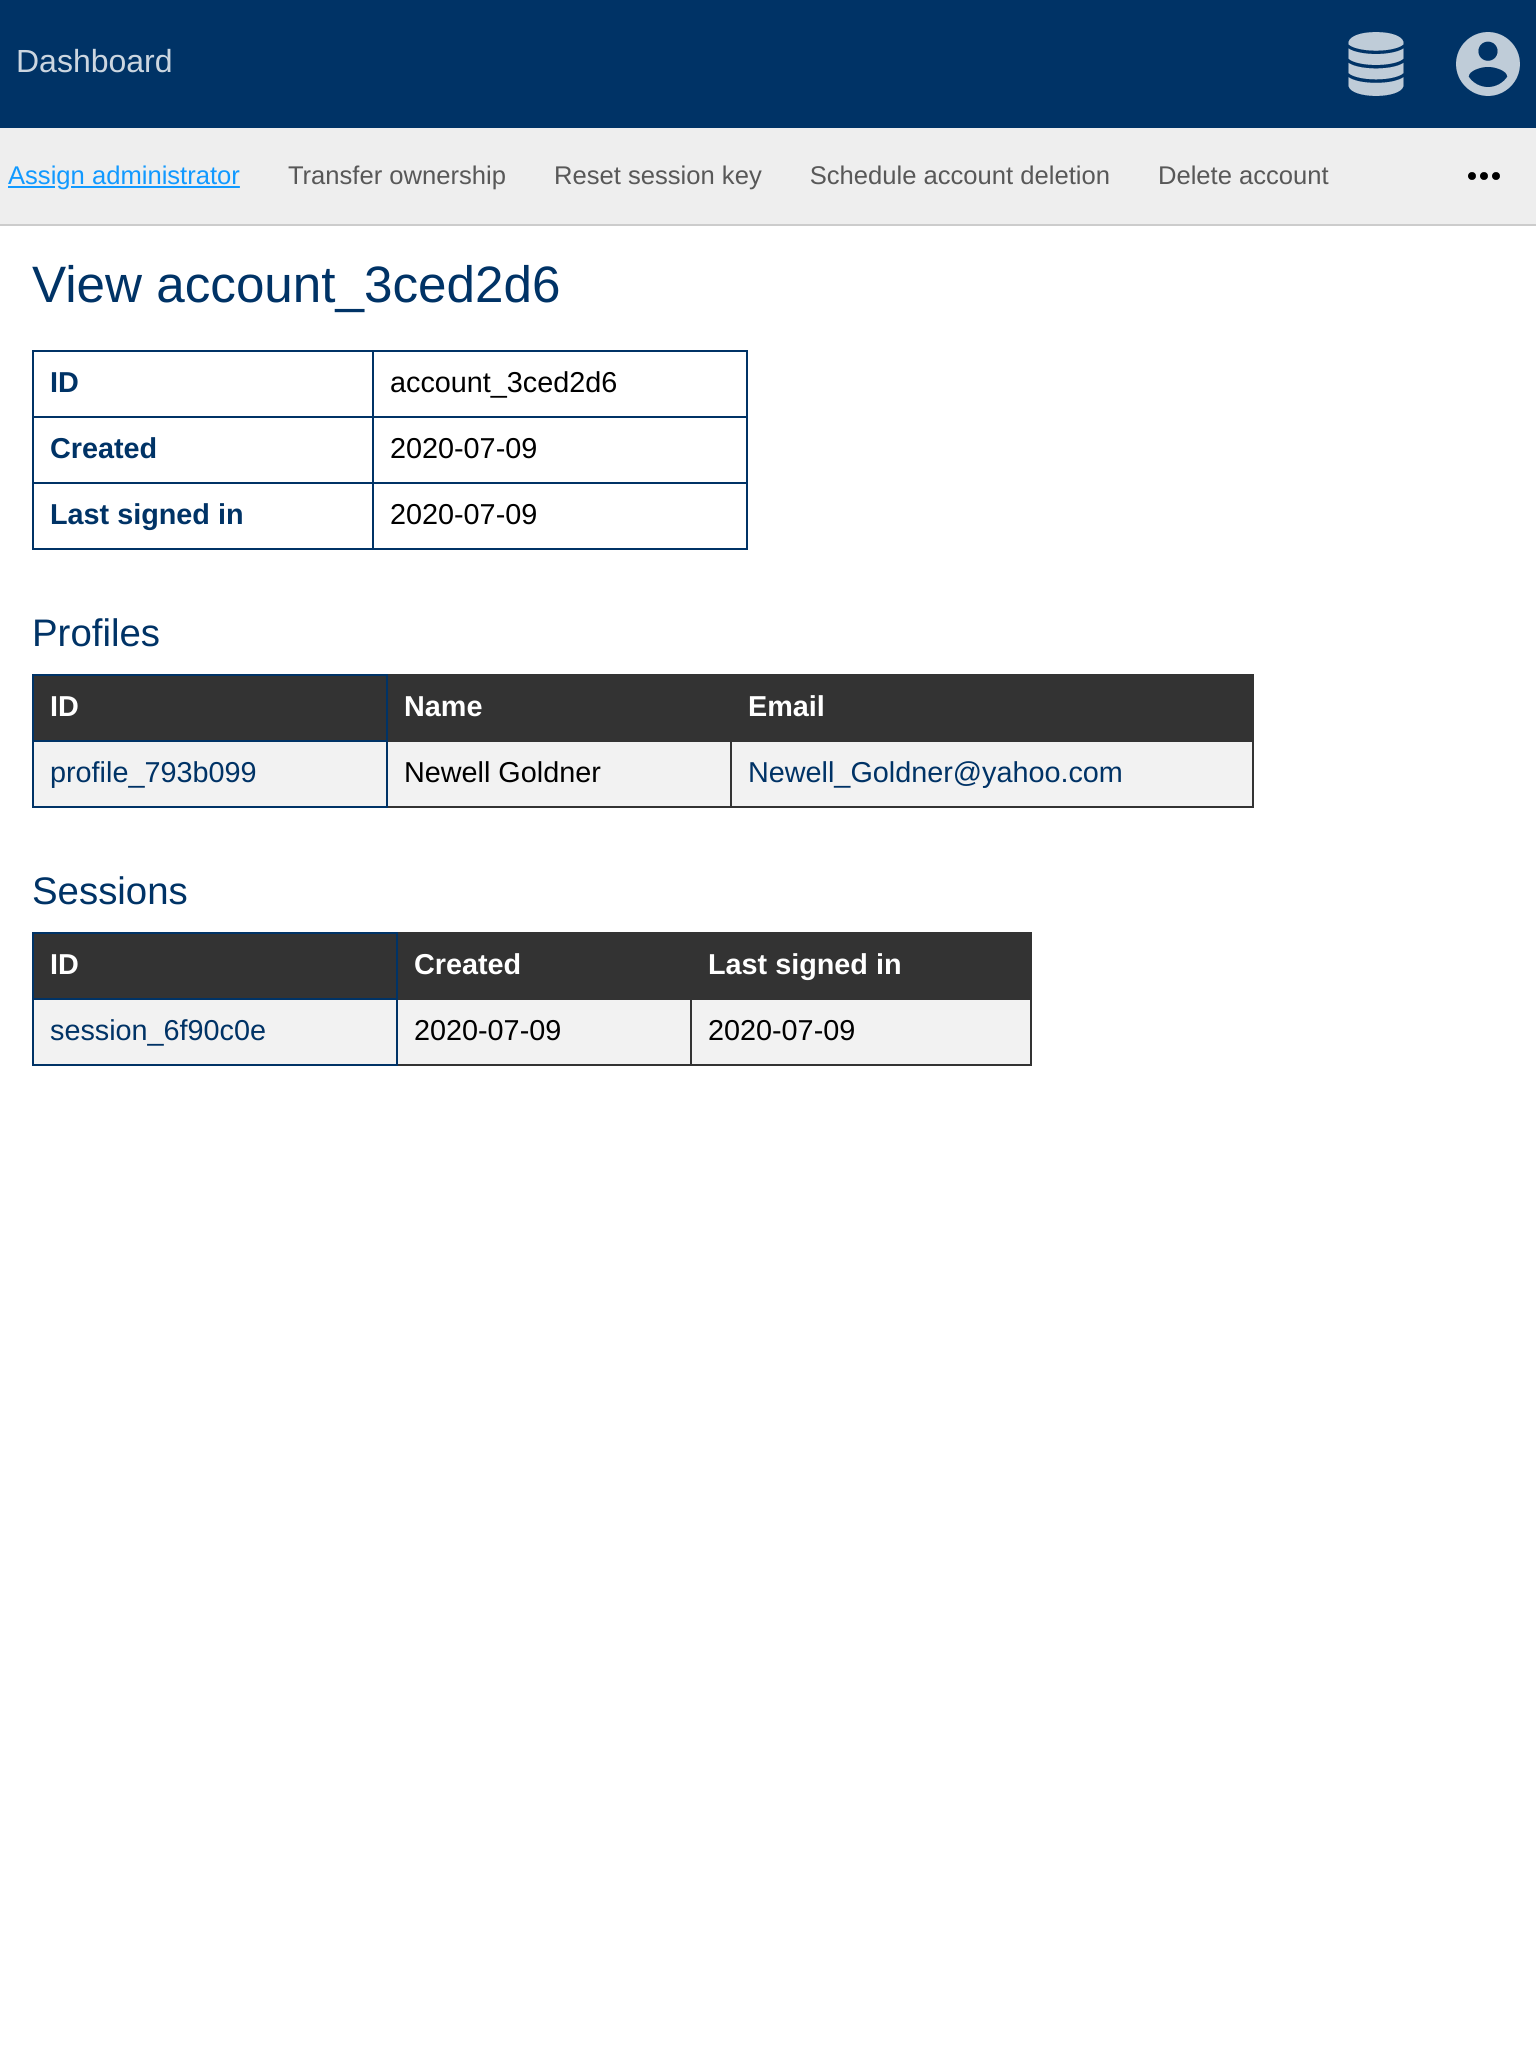 Dashboard
Assign administrator Transfer ownership Reset session key Schedule account deletion Delete account
View account_3ced2d6
ID account_3ced2d6
Created 2020-07-09
Last signed in 2020-07-09
Profiles
ID Name Email
profile_793b099 Newell Goldner Newell_Goldner@yahoo.com
Sessions
ID Created Last signed in
session_6f90c0e 2020-07-09 2020-07-09